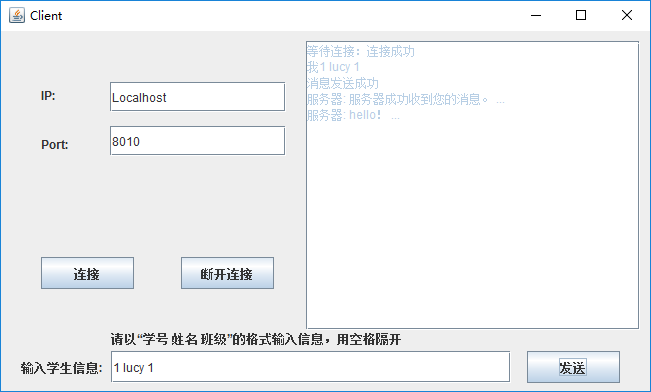 Client
IP:
Localhost
Port:
8010
等待连接：连接成功
我1 lucy 1
消息发送成功
服务器: 服务器成功收到您的消息。 ...
服务器: hello！ ...
连接
断开连接
请以“学号 姓名 班级”的格式输入信息，用空格隔开
输入学生信息:
1 lucy 1
发送